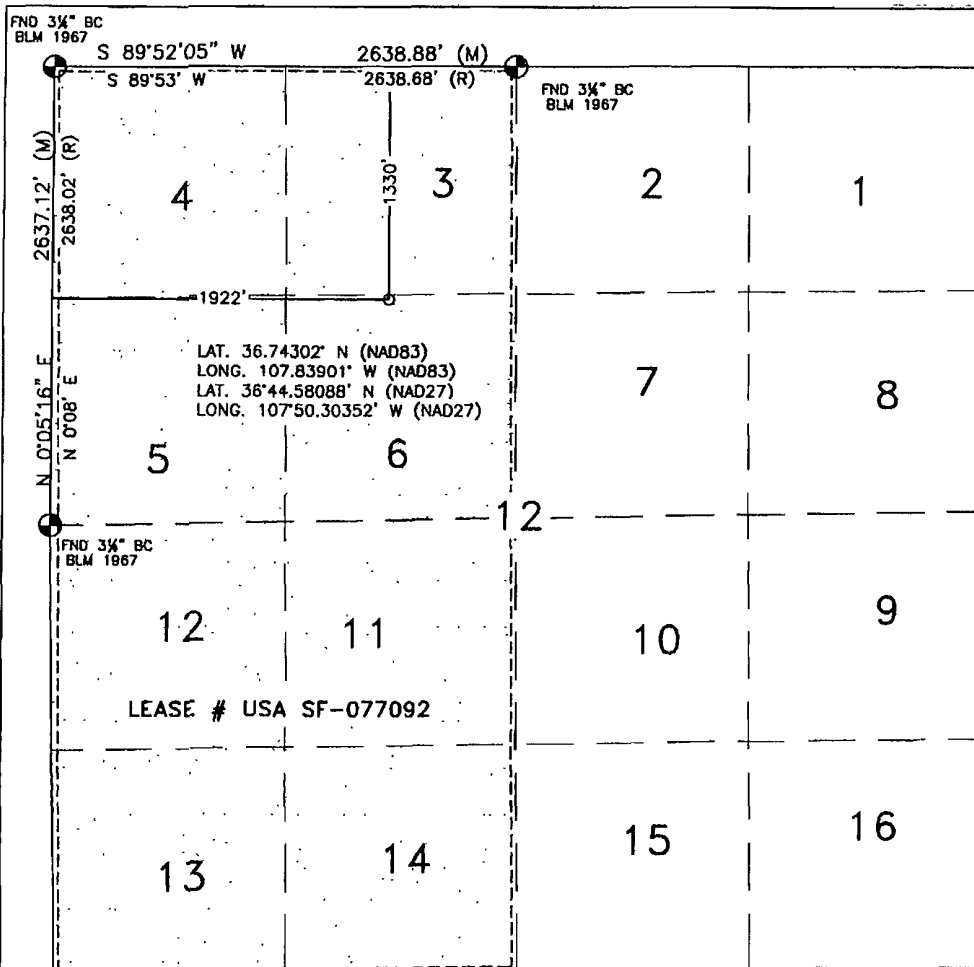 FND 3¼" BC
BLM 1967
S 89°52'05" W 2638.88' (M)
S 89°53' W 2638.68' (R)
FND 3¼" BC
BLM 1967
2637.12' (M)
2638.02' (R)
N 0°05'16" E
N 0°08' E
4
3
2
1
1330'
1922'
LAT. 36.74302° N (NAD83)
LONG. 107.83901° W (NAD83)
LAT. 36°44.58088' N (NAD27)
LONG. 107°50.30352' W (NAD27)
5
6
7
8
12
FND 3¼" BC
BLM 1967
12
11
10
9
LEASE # USA SF-077092
13
14
15
16